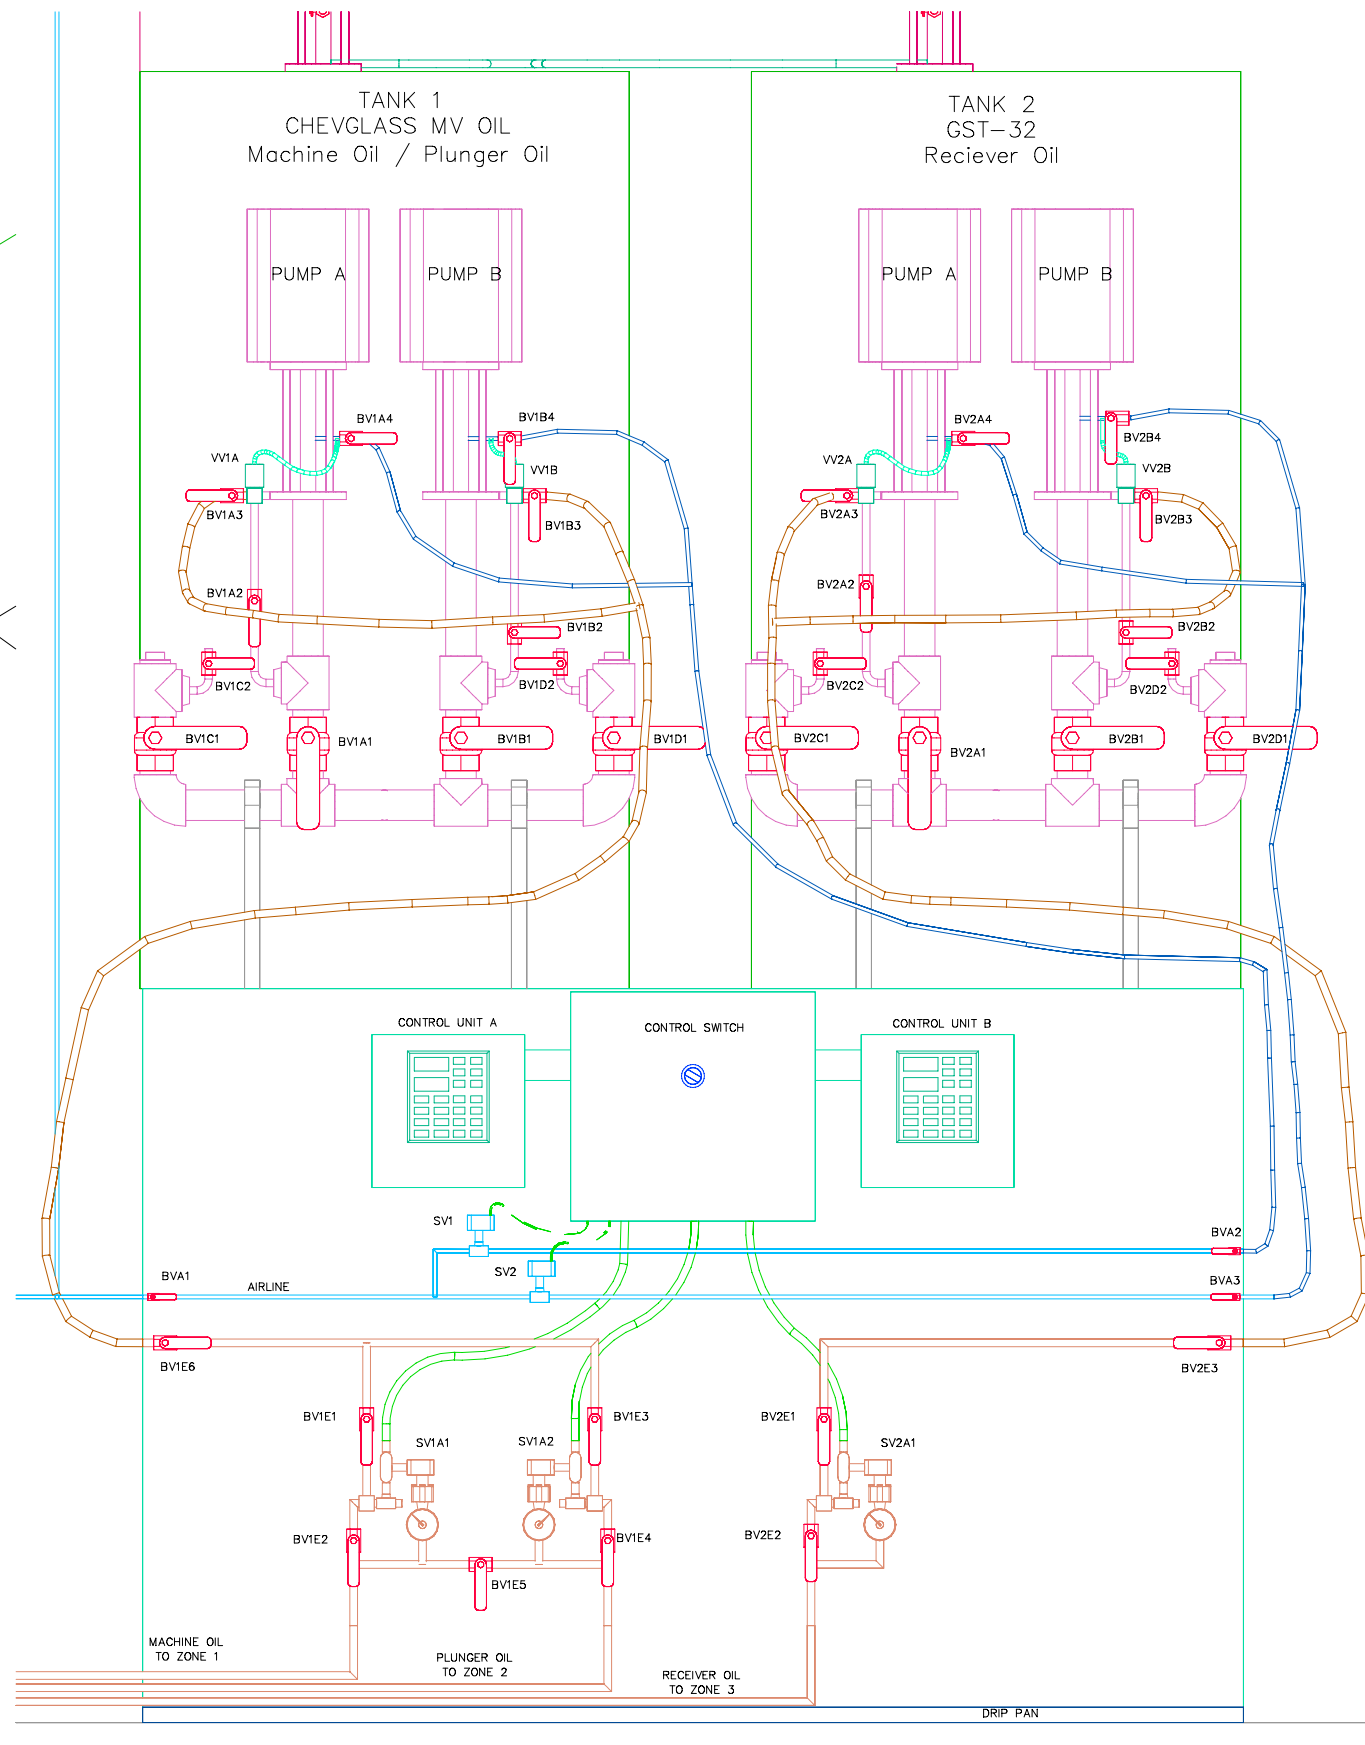 TANK 1
CHEVGLASS MV OIL
Machine Oil / Plunger Oil
TANK 2
GST-32
Reciever Oil
PUMP A
PUMP B
PUMP A
PUMP B
BV1A4
BV1B4
BV2A4
BV2B4
VV1A
VV1B
VV2A
VV2B
BV1A3
BV1B3
BV2A3
BV2B3
BV1A2
BV1B2
BV2A2
BV2B2
BV1C2
BV1D2
BV2C2
BV2D2
BV1C1
BV1A1
BV1B1
BV1D1
BV2C1
BV2A1
BV2B1
BV2D1
CONTROL UNIT A
CONTROL SWITCH
CONTROL UNIT B
SV1
BVA2
SV2
BVA1
AIRLINE
BVA3
BV1E6
BV2E3
BV1E1
BV1E3
BV2E1
SV1A1
SV1A2
SV2A1
BV1E2
BV1E4
BV2E2
BV1E5
MACHINE OIL
TO ZONE 1
PLUNGER OIL
TO ZONE 2
RECEIVER OIL
TO ZONE 3
DRIP PAN